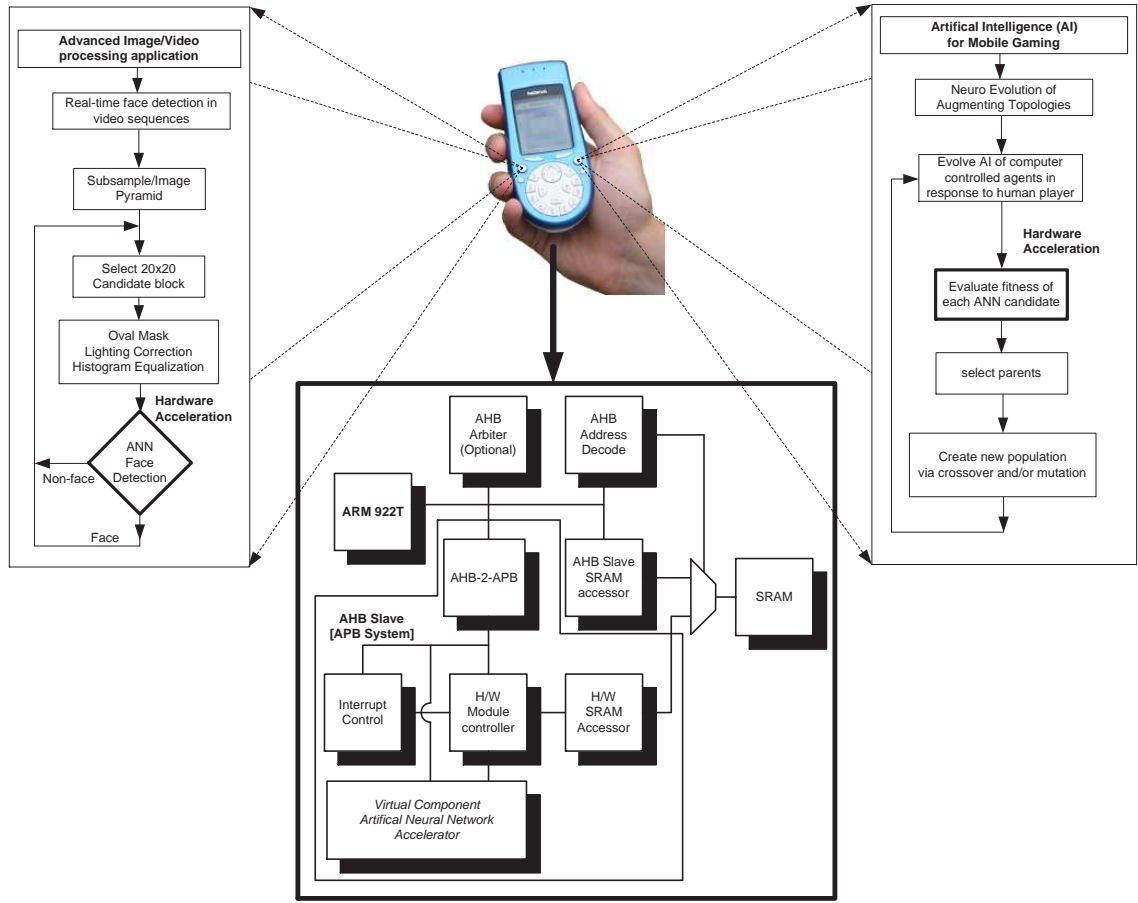 Advanced Image/Video
processing application
Real-time face detection in
video sequences
Subsample/Image
Pyramid
Select 20x20
Candidate block
Oval Mask
Lighting Correction
Histogram Equalization
Hardware
Acceleration
ANN
Face
Detection
Non-face
Face
NOKIA
Artifical Intelligence (AI)
for Mobile Gaming
Neuro Evolution of
Augmenting Topologies
Evolve AI of computer
controlled agents in
response to human player
Hardware
Acceleration
Evaluate fitness of
each ANN candidate
select parents
Create new population
via crossover and/or mutation
AHB
Arbiter
(Optional)
AHB
Address
Decode
ARM 922T
AHB-2-APB
AHB Slave
SRAM
accessor
SRAM
AHB Slave
[APB System]
Interrupt
Control
H/W
Module
controller
H/W
SRAM
Accessor
Virtual Component
Artifical Neural Network
Accelerator